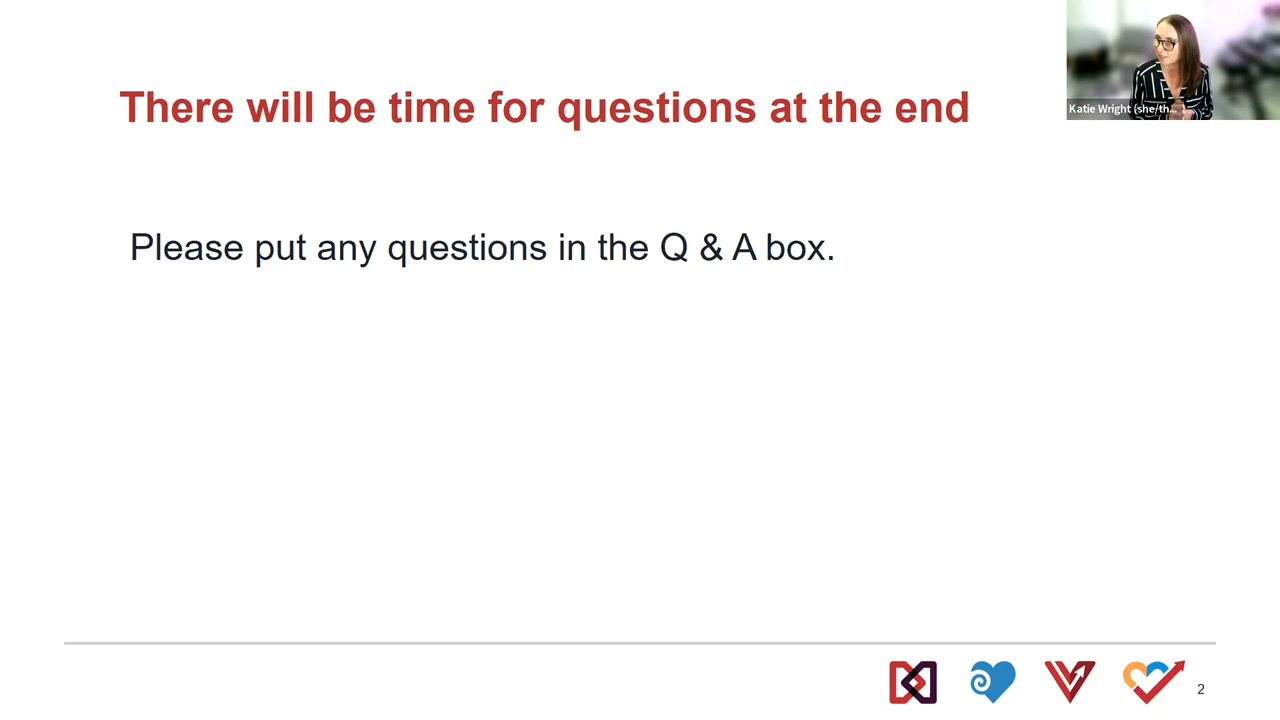 There will be time for questions at the end
Katie Wright (she/th...
Please put any questions in the Q & A box.
2